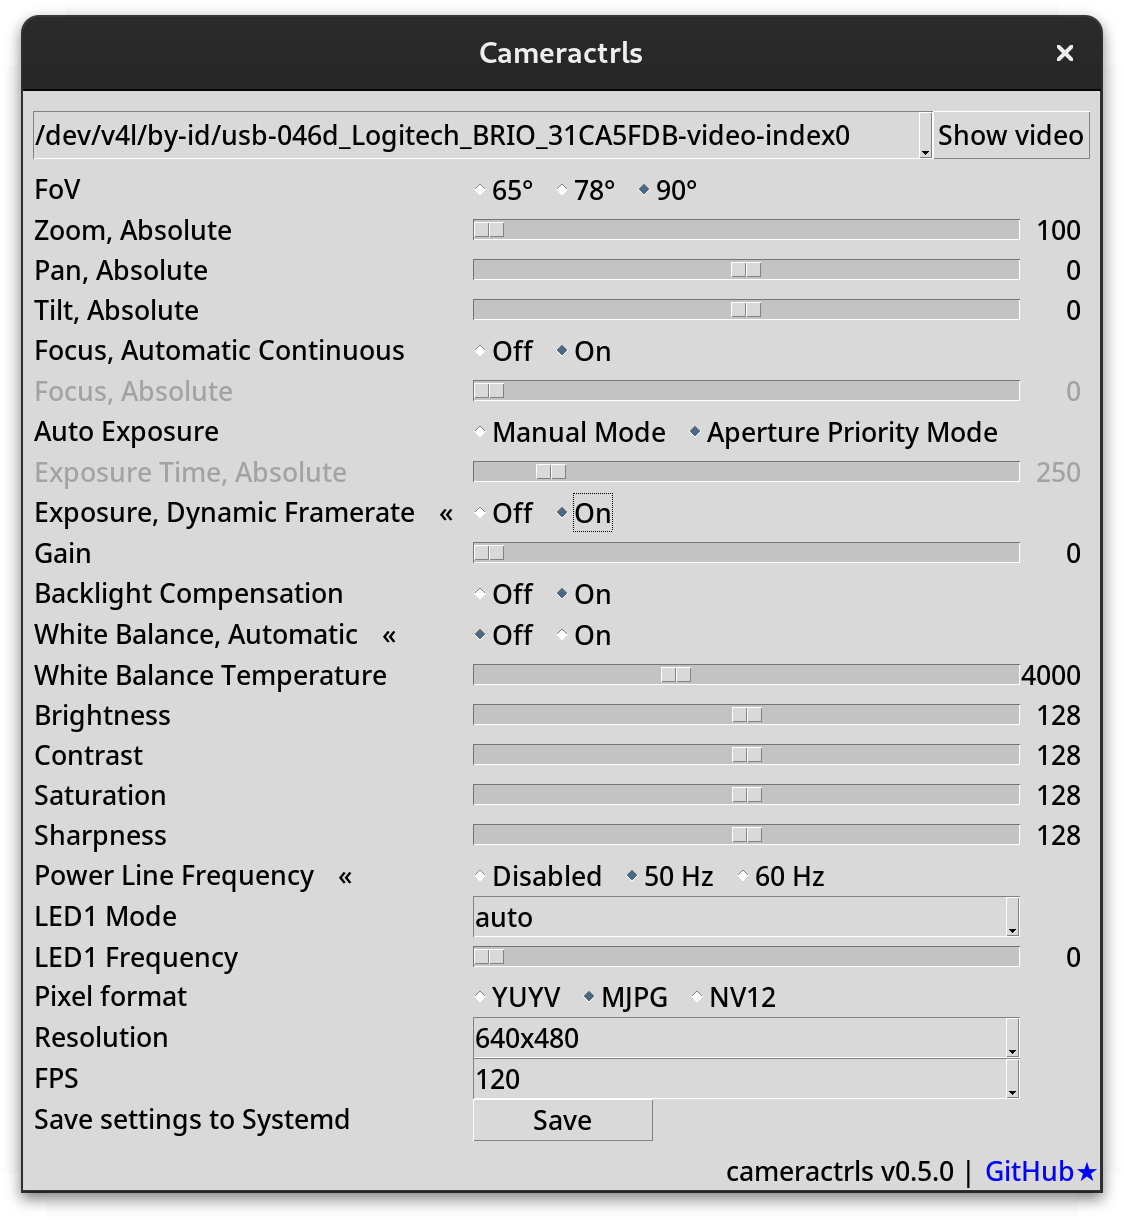 Cameractrls
/dev/v4l/by-id/usb-046d_Logitech_BRIO_31CA5FDB-video-index0 Show video
FoV 65° 78° 90°
Zoom, Absolute 100
Pan, Absolute 0
Tilt, Absolute 0
Focus, Automatic Continuous Off On
Focus, Absolute 0
Auto Exposure Manual Mode Aperture Priority Mode
Exposure Time, Absolute 250
Exposure, Dynamic Framerate « Off On
Gain 0
Backlight Compensation Off On
White Balance, Automatic « Off On
White Balance Temperature 4000
Brightness 128
Contrast 128
Saturation 128
Sharpness 128
Power Line Frequency « Disabled 50 Hz 60 Hz
LED1 Mode auto
LED1 Frequency 0
Pixel format YUYV MJPG NV12
Resolution 640x480
FPS 120
Save settings to Systemd Save
cameractrls v0.5.0 | GitHub★